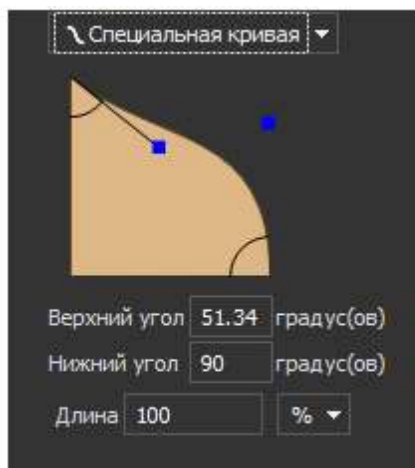 Специальная кривая
Верхний угол 51.34 градус(ов)
Нижний угол 90 градус(ов)
Длина 100 %